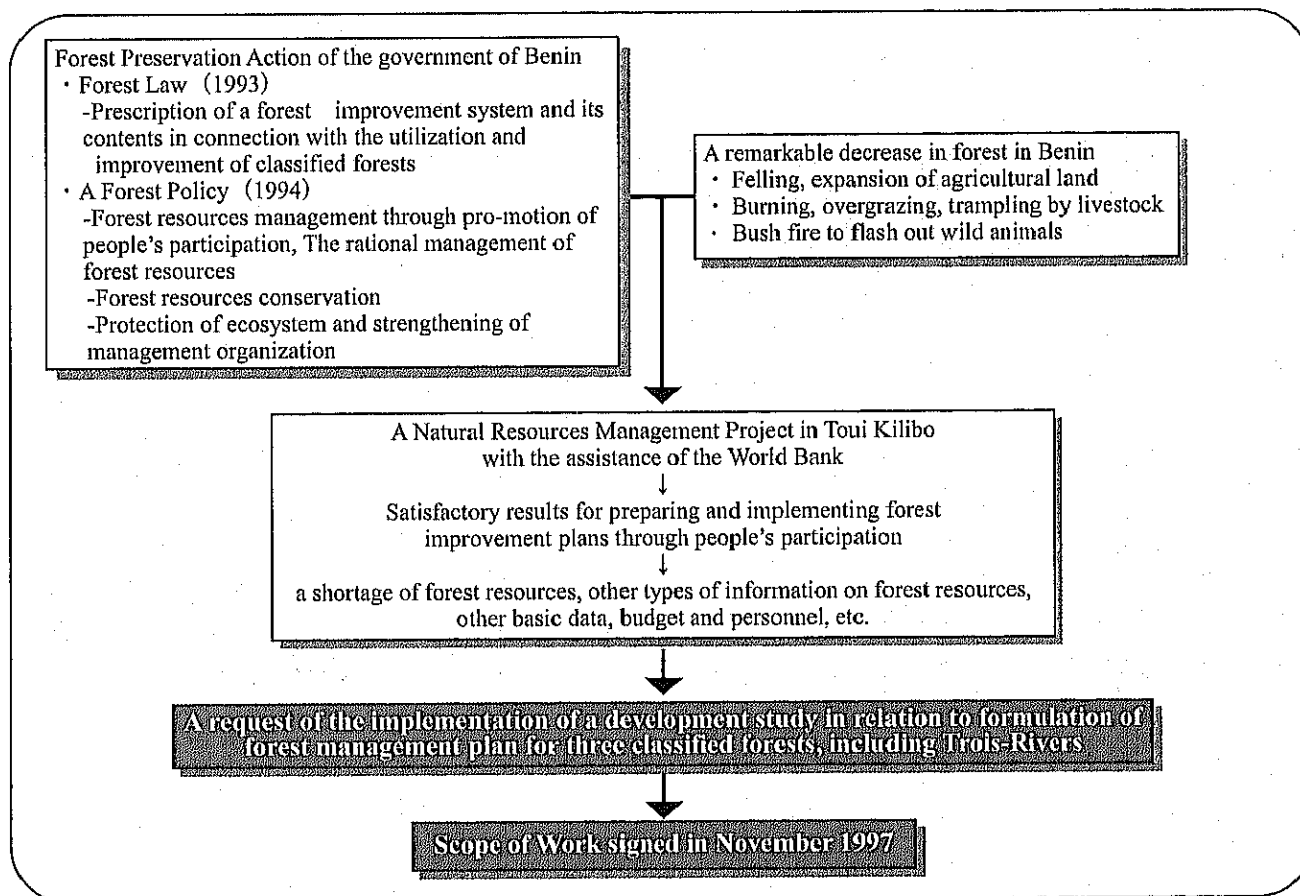 Forest Preservation Action of the government of Benin
・Forest Law (1993)
-Prescription of a forest improvement system and its
contents in connection with the utilization and
improvement of classified forests
・A Forest Policy (1994)
-Forest resources management through pro-motion of
people's participation, The rational management of
forest resources
-Forest resources conservation
-Protection of ecosystem and strengthening of
management organization
A remarkable decrease in forest in Benin
・Felling, expansion of agricultural land
・Burning, overgrazing, trampling by livestock
・Bush fire to flash out wild animals
A Natural Resources Management Project in Toui Kilibo
with the assistance of the World Bank
↓
Satisfactory results for preparing and implementing forest
improvement plans through people's participation
↓
a shortage of forest resources, other types of information on forest resources,
other basic data, budget and personnel, etc.
A request of the implementation of a development study in relation to formulation of
forest management plan for three classified forests, including Trois-Rivers
Scope of Work signed in November 1997